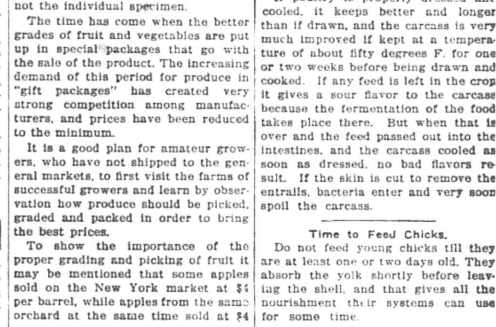 not the individual specimen.
The time has come when the better
grades of fruit and vegetables are put
up in special packages that go with
the sale of the product. The increasing
demand of this period for produce in
"gift packages" has created very
strong competition among manufac-
turers, and prices have been reduced
to the minimum.
It is a good plan for amateur grow-
ers, who have not shipped to the gen-
eral markets, to first visit the farms of
successful growers and learn by obser-
vation how produce should be picked,
graded and packed in order to bring
the best prices.
To show the importance of the
proper grading and picking of fruit it
may be mentioned that some apples
sold on the New York market at $4
per barrel, while apples from the same
orchard at the same time sold at $4
cooled, it keeps better and longer
than if drawn, and the carcass is very
much improved if kept at a tempera-
ture of about fifty degrees F. for one
or two weeks before being drawn and
cooked. If any feed is left in the crop
it gives a sour flavor to the carcass
because the fermentation of the food
takes place there. But when that is
over and the feed passed out into the
intestines, and the carcass cooled as
soon as dressed, no bad flavors re-
sult. If the skin is cut to remove the
entrails, bacteria enter and very soon
spoil the carcass.
Time to Feed Chicks.
Do not feed young chicks till they
are at least one or two days old. They
absorb the yolk shortly before leav-
ing the shell, and that gives all the
nourishment their systems can use
for some time.